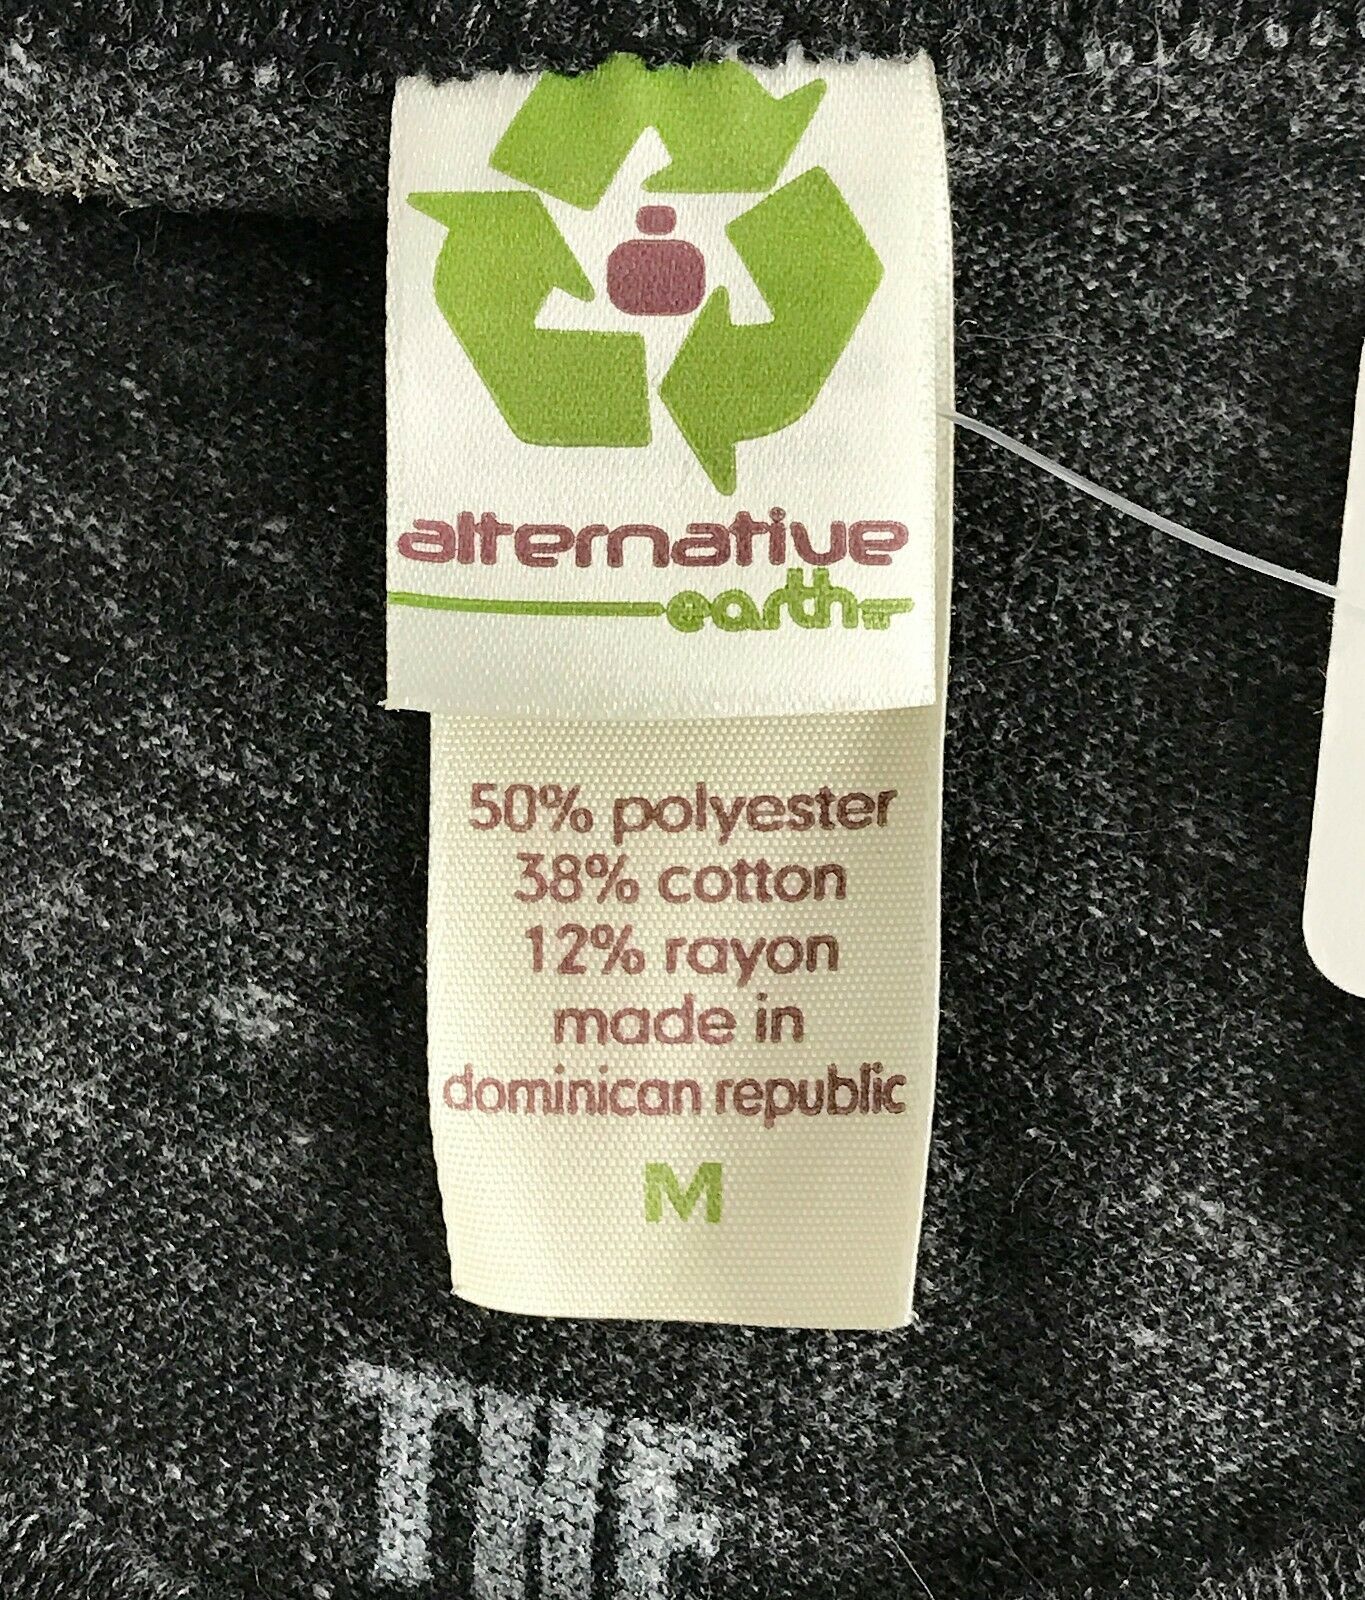 alternative
earth
50% polyester
38% cotton
12% rayon
made in
dominican republic
M